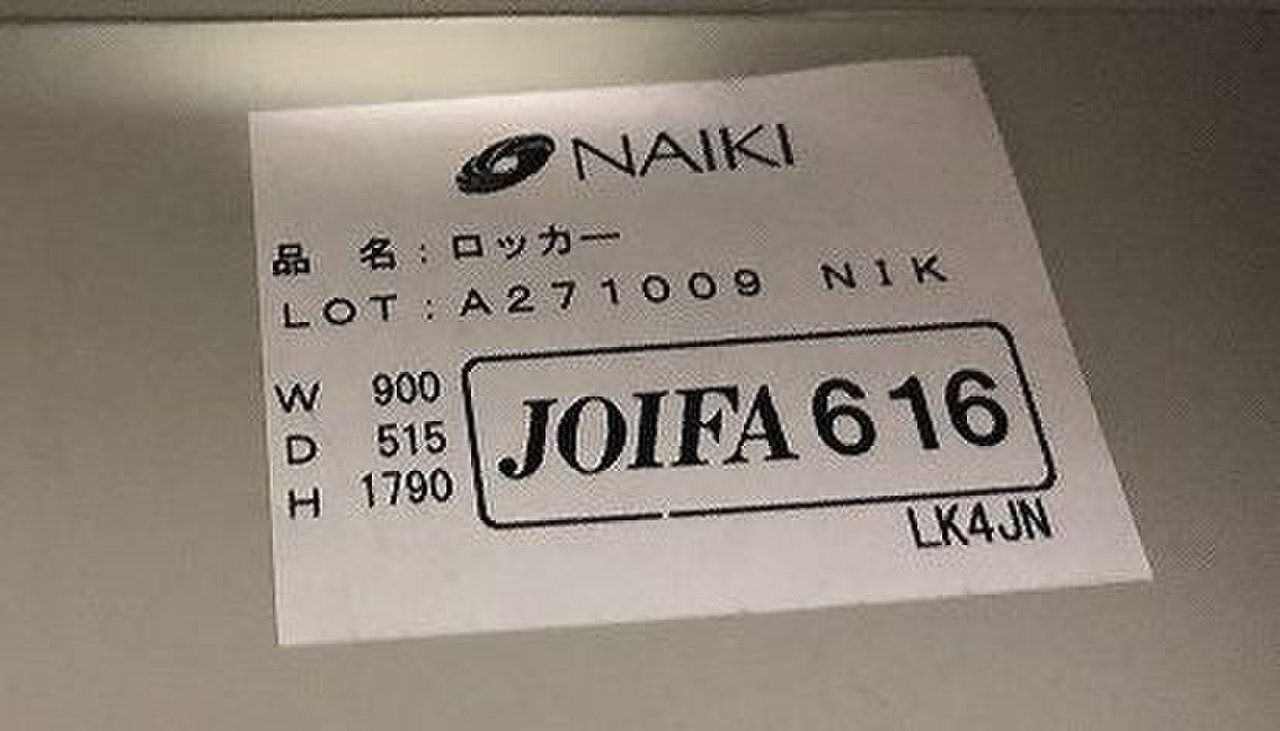 NAIKI
品 名：ロッカー
LOT：A271009 NIK
W 900
D 515
H 1790
JOIFA 616
LK4JN